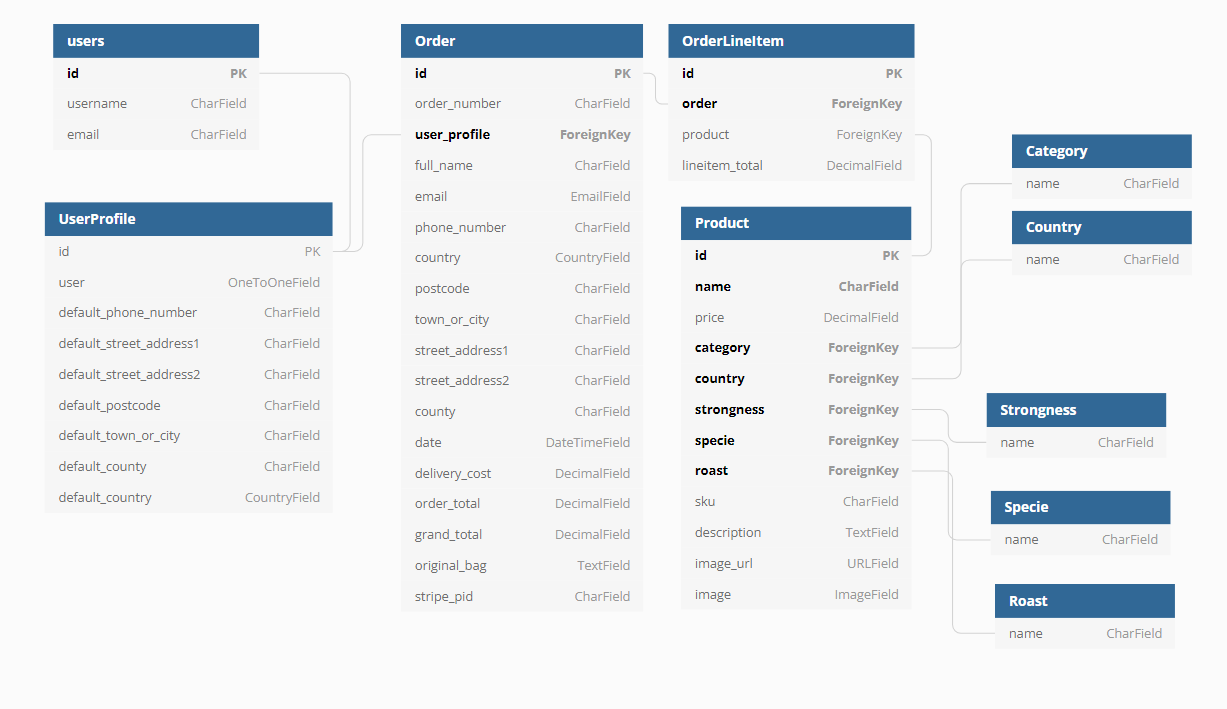 users
id PK
username CharField
email CharField
UserProfile
id PK
user OneToOneField
default_phone_number CharField
default_street_address1 CharField
default_street_address2 CharField
default_postcode CharField
default_town_or_city CharField
default_county CharField
default_country CountryField
Order
id PK
order_number CharField
user_profile ForeignKey
full_name CharField
email EmailField
phone_number CharField
country CountryField
postcode CharField
town_or_city CharField
street_address1 CharField
street_address2 CharField
county CharField
date DateTimeField
delivery_cost DecimalField
order_total DecimalField
grand_total DecimalField
original_bag TextField
stripe_pid CharField
OrderLineItem
id PK
order ForeignKey
product ForeignKey
lineitem_total DecimalField
Product
id PK
name CharField
price DecimalField
category ForeignKey
country ForeignKey
strongness ForeignKey
specie ForeignKey
roast ForeignKey
sku CharField
description TextField
image_url URLField
image ImageField
Category
name CharField
Country
name CharField
Strongness
name CharField
Specie
name CharField
Roast
name CharField